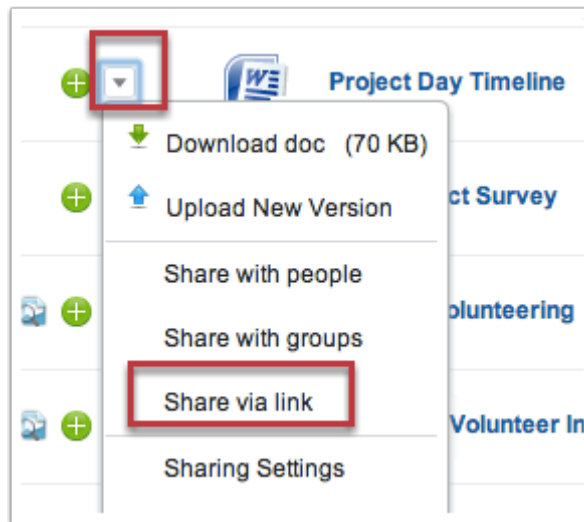 Project Day Timeline
Download doc (70 KB)
Upload New Version
ct Survey
Share with people
Share with groups
olunteering
Share via link
Volunteer In
Sharing Settings